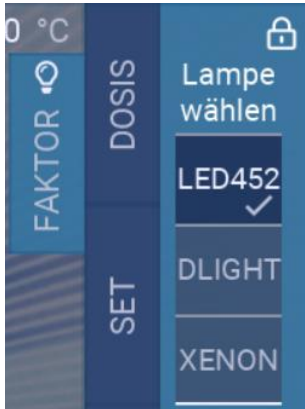 0 °C
FAKTOR
DOSIS
SET
Lampe
wählen
LED452
DLIGHT
XENON